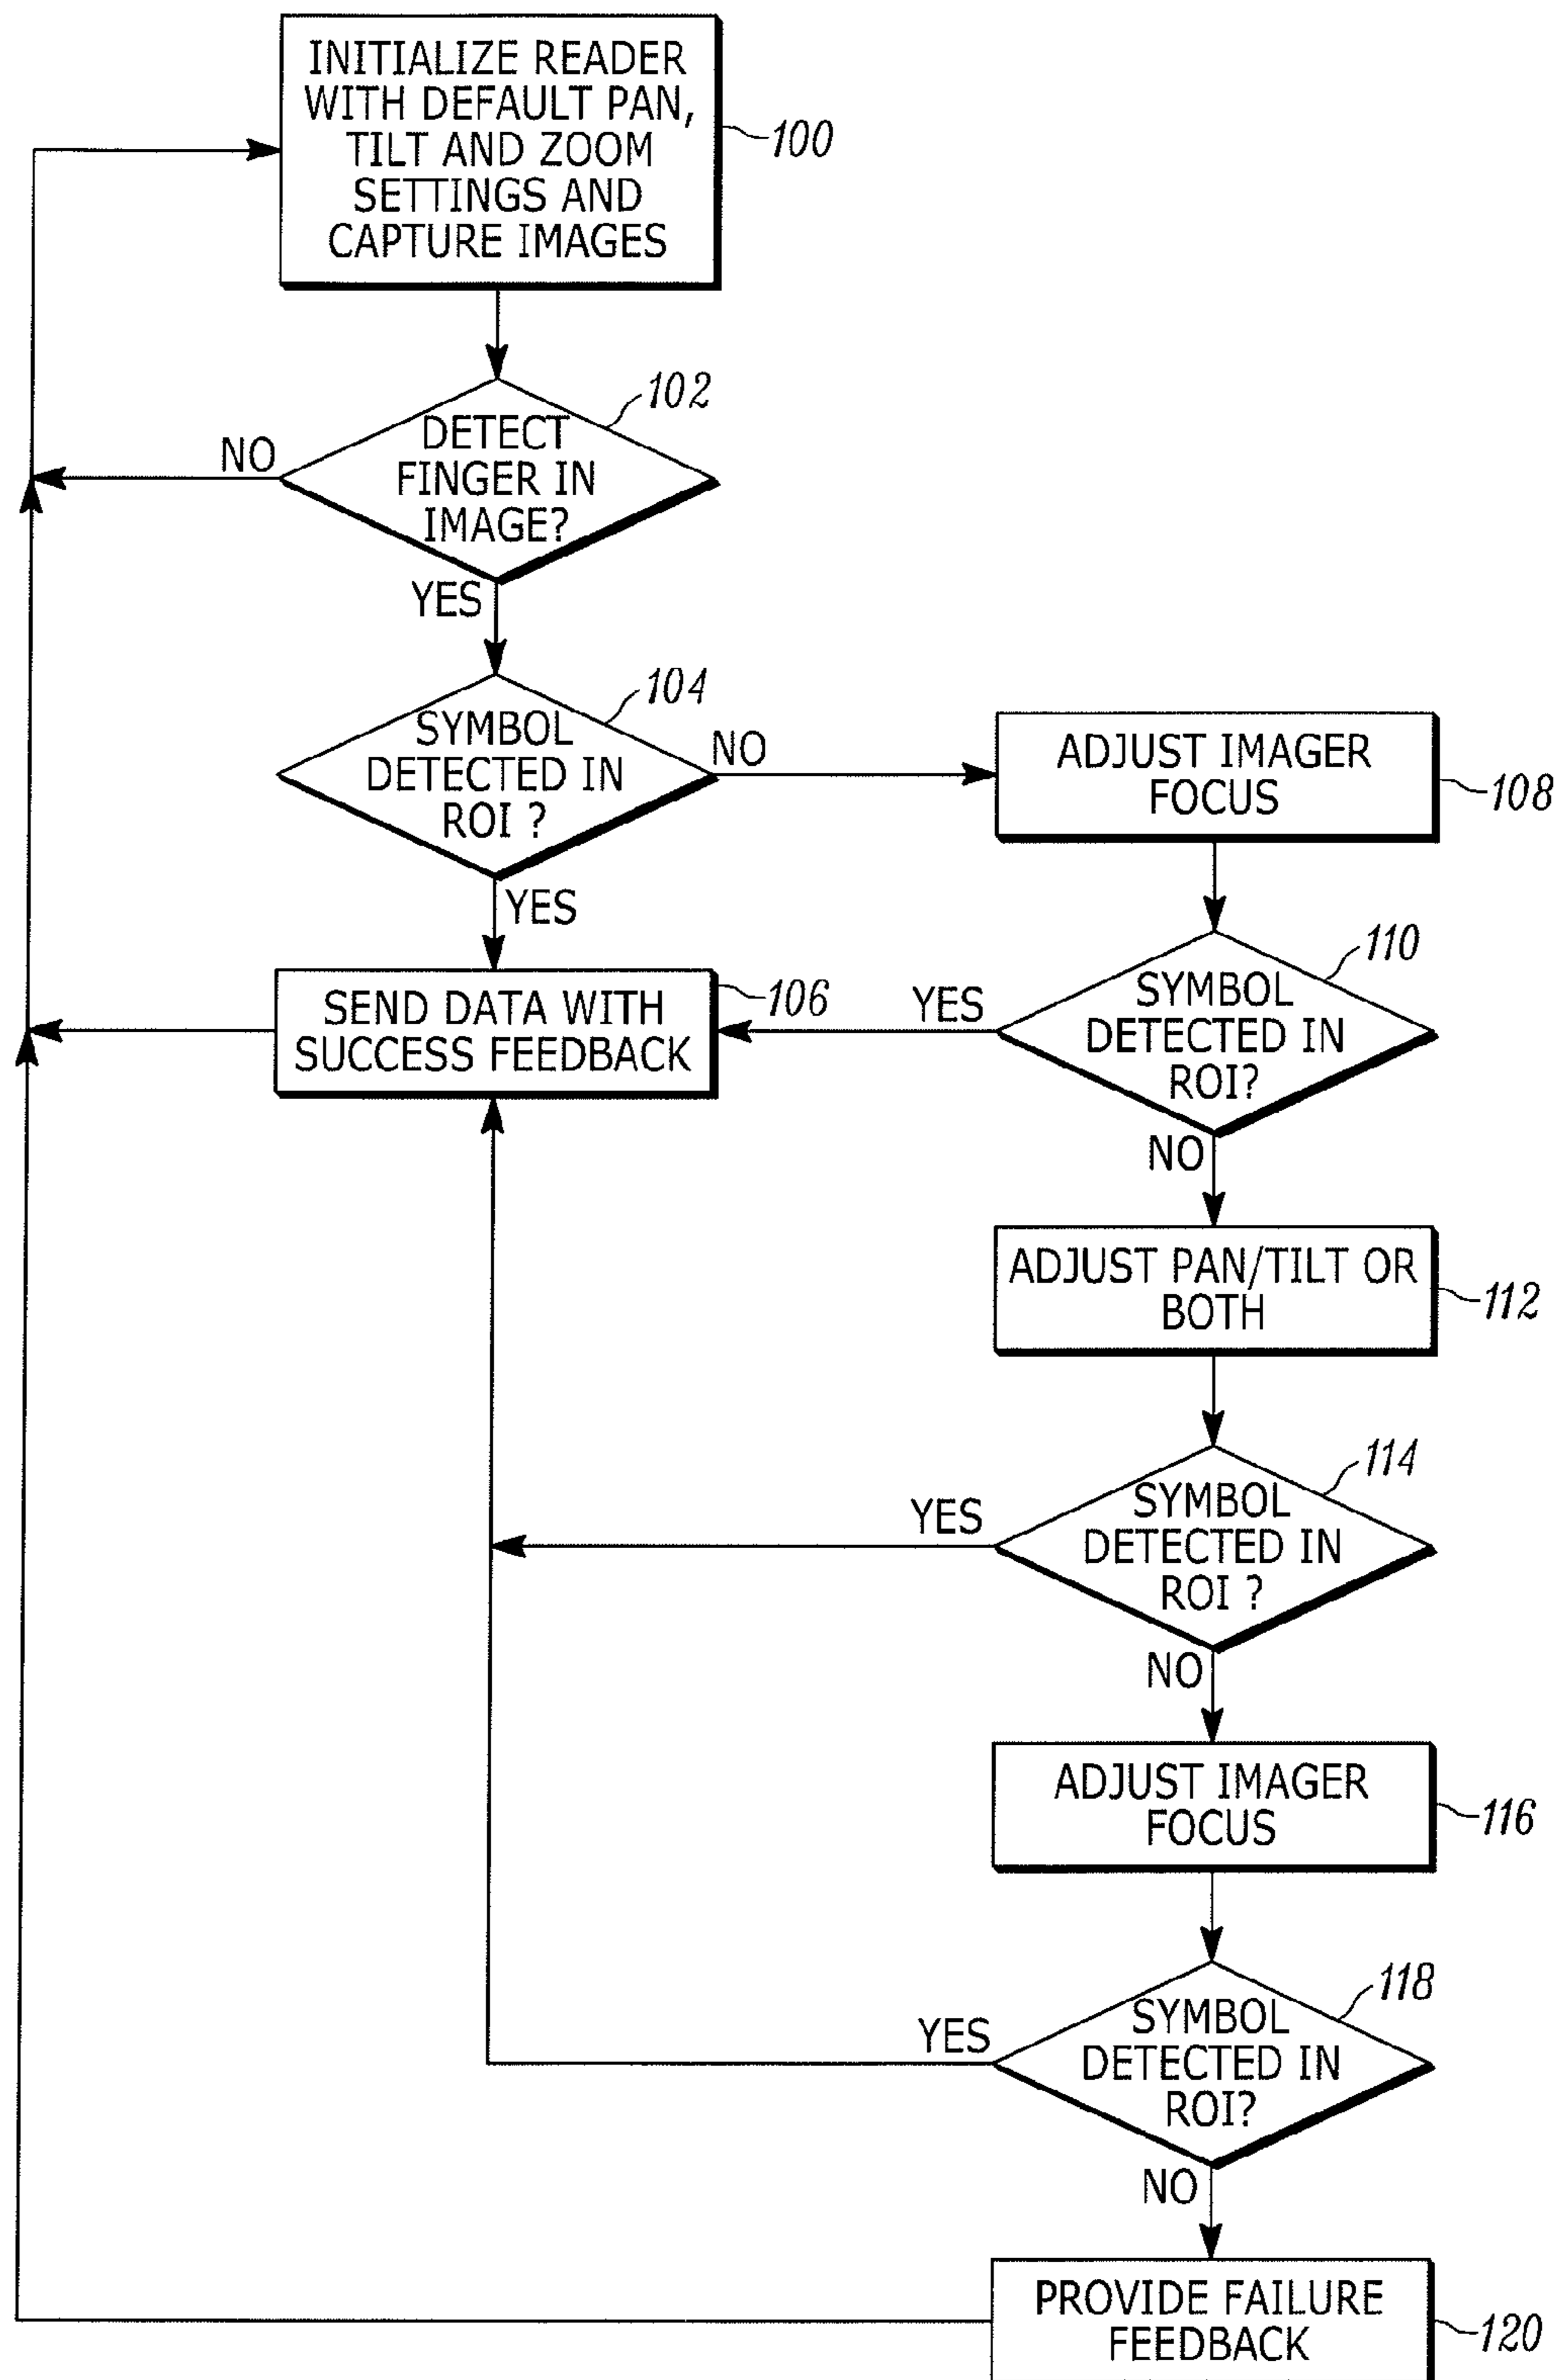 INITIALIZE READER
WITH DEFAULT PAN,
TILT AND ZOOM
SETTINGS AND
CAPTURE IMAGES
100
102
DETECT
FINGER IN
IMAGE?
NO
YES
104
SYMBOL
DETECTED IN
ROI ?
NO
YES
ADJUST IMAGER
FOCUS
108
106
SEND DATA WITH
SUCCESS FEEDBACK
110
SYMBOL
DETECTED IN
ROI?
YES
NO
ADJUST PAN/TILT OR
BOTH
112
114
SYMBOL
DETECTED IN
ROI ?
YES
NO
ADJUST IMAGER
FOCUS
116
118
SYMBOL
DETECTED IN
ROI?
YES
NO
PROVIDE FAILURE
FEEDBACK
120